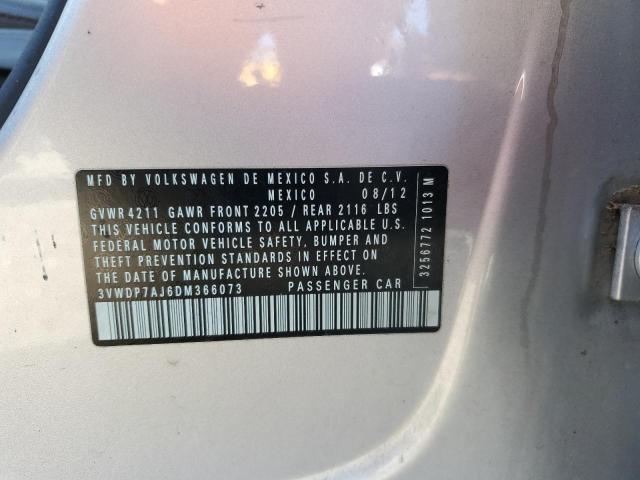 MFD BY VOLKSWAGEN DE MEXICO S.A. DE C.V.
MEXICO 08/12
GVWR 4211 GAWR FRONT 2205 / REAR 2116 LBS
THIS VEHICLE CONFORMS TO ALL APPLICABLE U.S.
FEDERAL MOTOR VEHICLE SAFETY, BUMPER AND
THEFT PREVENTION STANDARDS IN EFFECT ON
THE DATE OF MANUFACTURE SHOWN ABOVE.
3VWDP7AJ6DM366073 PASSENGER CAR
3256772 1013 M